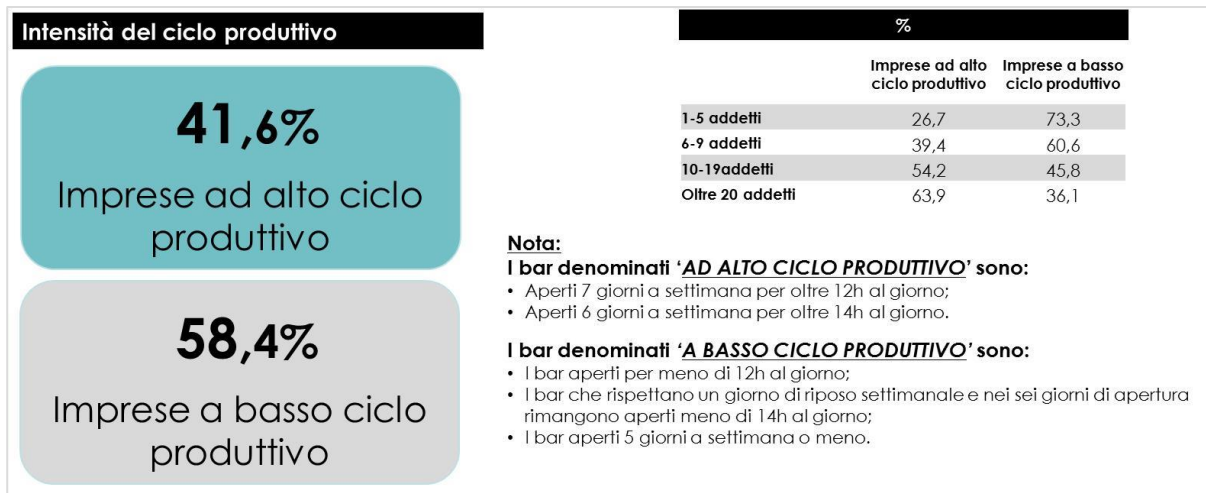 Intensità del ciclo produttivo
41,6%
Imprese ad alto ciclo
produttivo
58,4%
Imprese a basso ciclo
produttivo
%
Imprese ad alto ciclo produttivo Imprese a basso ciclo produttivo
1-5 addetti 26,7 73,3
6-9 addetti 39,4 60,6
10-19addetti 54,2 45,8
Oltre 20 addetti 63,9 36,1
Nota:
I bar denominati ‘AD ALTO CICLO PRODUTTIVO’ sono:
• Aperti 7 giorni a settimana per oltre 12h al giorno;
• Aperti 6 giorni a settimana per oltre 14h al giorno.
I bar denominati ‘A BASSO CICLO PRODUTTIVO’ sono:
• I bar aperti per meno di 12h al giorno;
• I bar che rispettano un giorno di riposo settimanale e nei sei giorni di apertura
rimangono aperti meno di 14h al giorno;
• I bar aperti 5 giorni a settimana o meno.